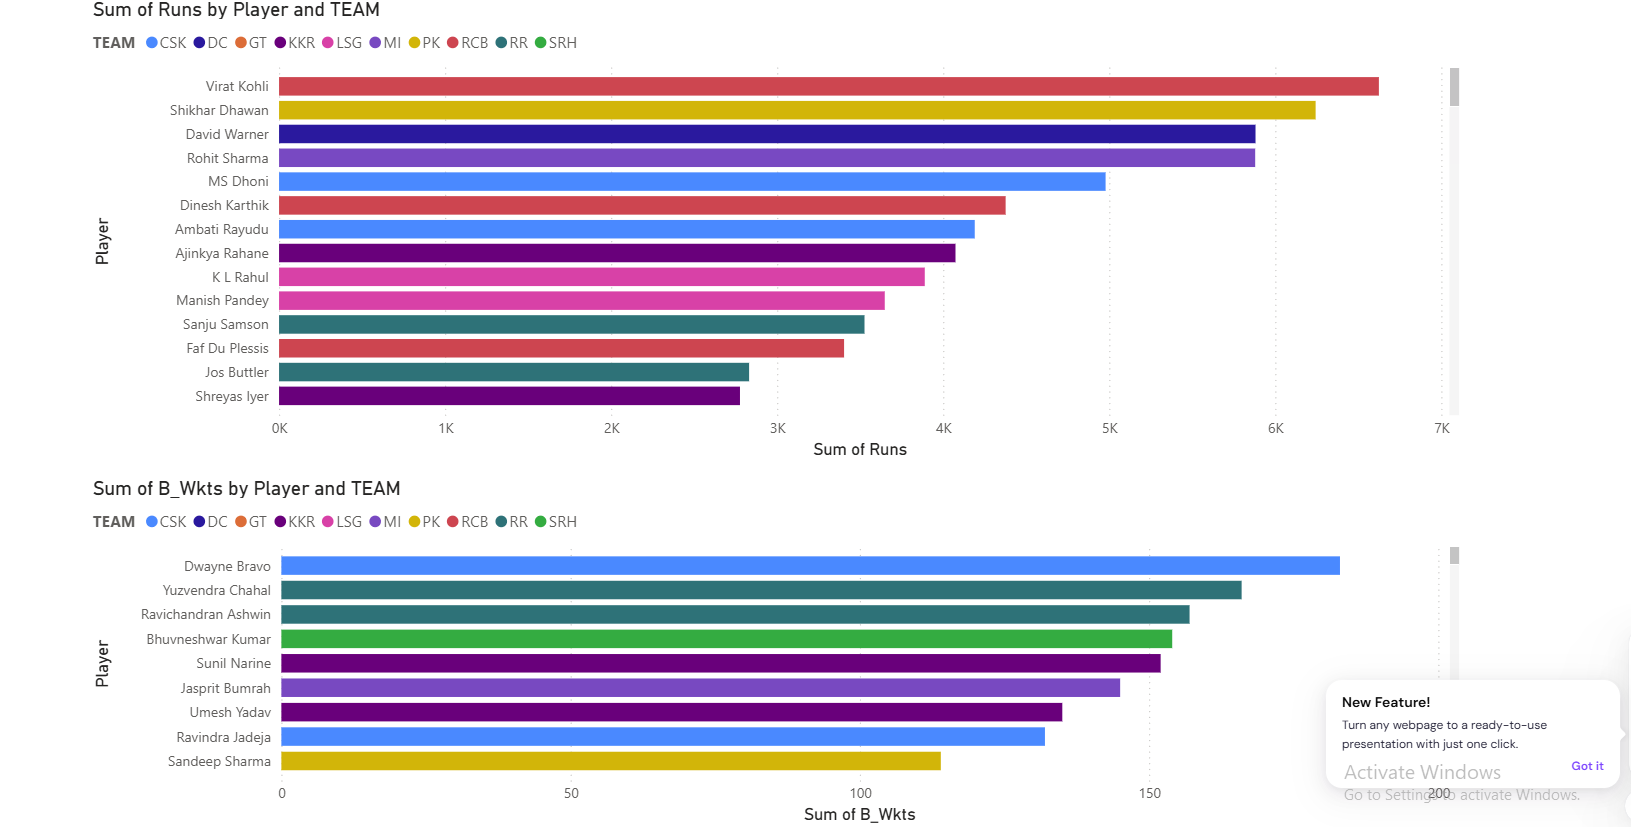 Sum of Runs by Player and TEAM
TEAM CSK DC GT KKR LSG MI PK RCB RR SRH
Player
Virat Kohli
Shikhar Dhawan
David Warner
Rohit Sharma
MS Dhoni
Dinesh Karthik
Ambati Rayudu
Ajinkya Rahane
K L Rahul
Manish Pandey
Sanju Samson
Faf Du Plessis
Jos Buttler
Shreyas Iyer
0K 1K 2K 3K 4K 5K 6K 7K
Sum of Runs
Sum of B_Wkts by Player and TEAM
TEAM CSK DC GT KKR LSG MI PK RCB RR SRH
Player
Dwayne Bravo
Yuzvendra Chahal
Ravichandran Ashwin
Bhuvneshwar Kumar
Sunil Narine
Jasprit Bumrah
Umesh Yadav
Ravindra Jadeja
Sandeep Sharma
0 50 100 150 200
Sum of B_Wkts
New Feature!
Turn any webpage to a ready-to-use
presentation with just one click.
Got it
Activate Windows
Go to Settings to activate Windows.